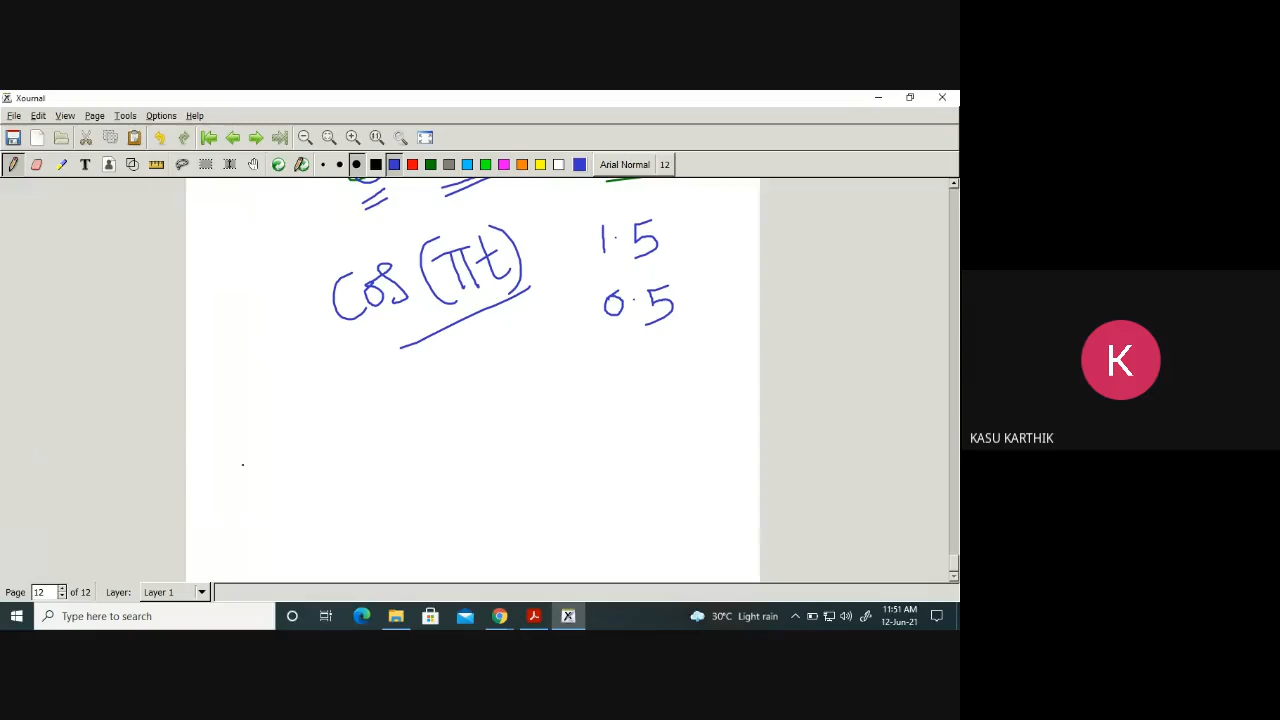 Xournal
File Edit View Page Tools Options Help
T Arial Normal 12
cos (πt) 1.5
0.5
K
KASU KARTHIK
Page 12 of 12 Layer: Layer 1
Type here to search
30°C Light rain
11:51 AM
12-Jun-21